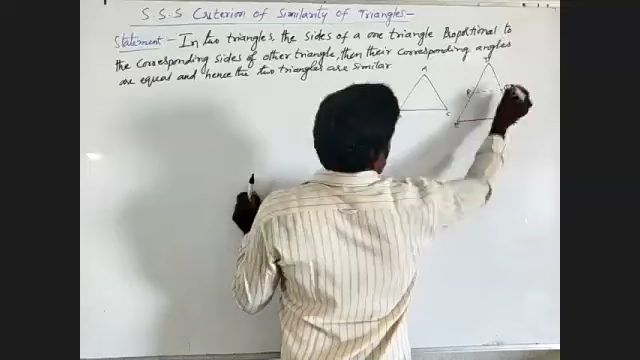 S.S.S Criterion of Similarity of Triangles-
Statement - In two triangles, the sides of a one triangle Proportional to
the corresponding sides of other triangle, then their corresponding angles
are equal and hence the two triangles are similar
A
C
D
P
E